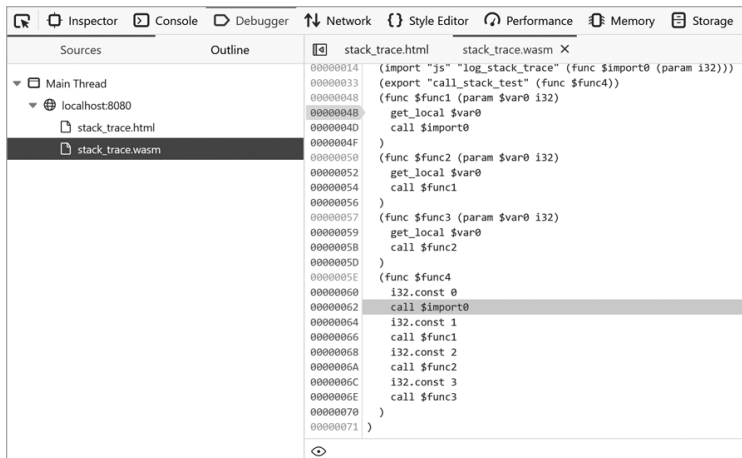 Inspector Console Debugger Network {} Style Editor Performance Memory Storage
Sources Outline
Main Thread
localhost:8080
stack_trace.html
stack_trace.wasm
stack_trace.html stack_trace.wasm ✕
00000014 (import "js" "log_stack_trace" (func $import0 (param i32)))
00000033 (export "call_stack_test" (func $func4))
00000048 (func $func1 (param $var0 i32)
0000004B get_local $var0
0000004D call $import0
0000004F )
00000050 (func $func2 (param $var0 i32)
00000052 get_local $var0
00000054 call $func1
00000056 )
00000057 (func $func3 (param $var0 i32)
00000059 get_local $var0
0000005B call $func2
0000005D )
0000005E (func $func4
00000060 i32.const 0
00000062 call $import0
00000064 i32.const 1
00000066 call $func1
00000068 i32.const 2
0000006A call $func2
0000006C i32.const 3
0000006E call $func3
00000070 )
00000071 )